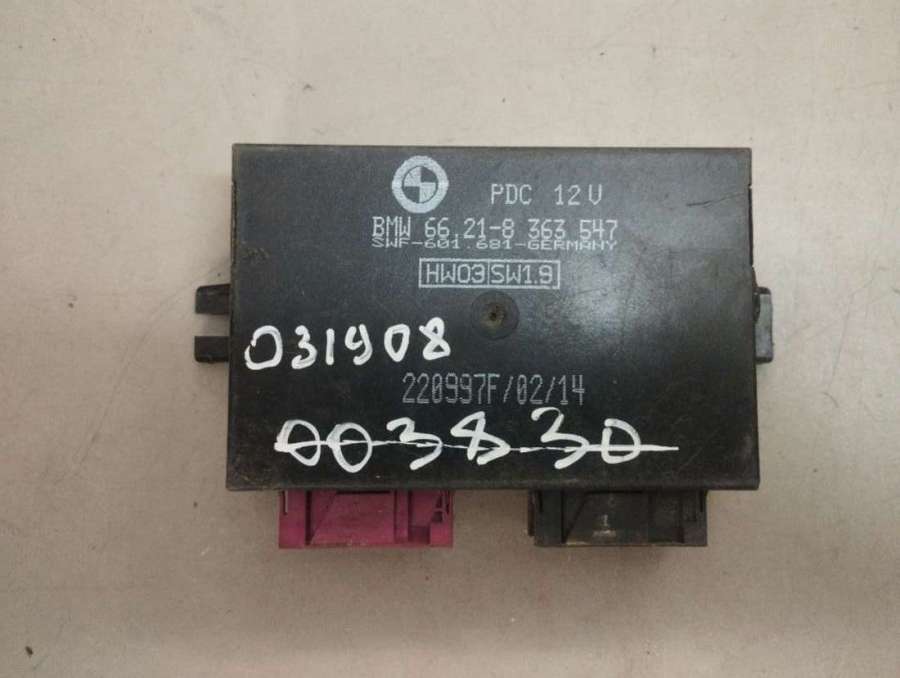 PDC 12V
BMW 66.21-8 363 547
SWF-601.681-GERMANY
HW03 SW1.9
031908
220997F/02/14
003830